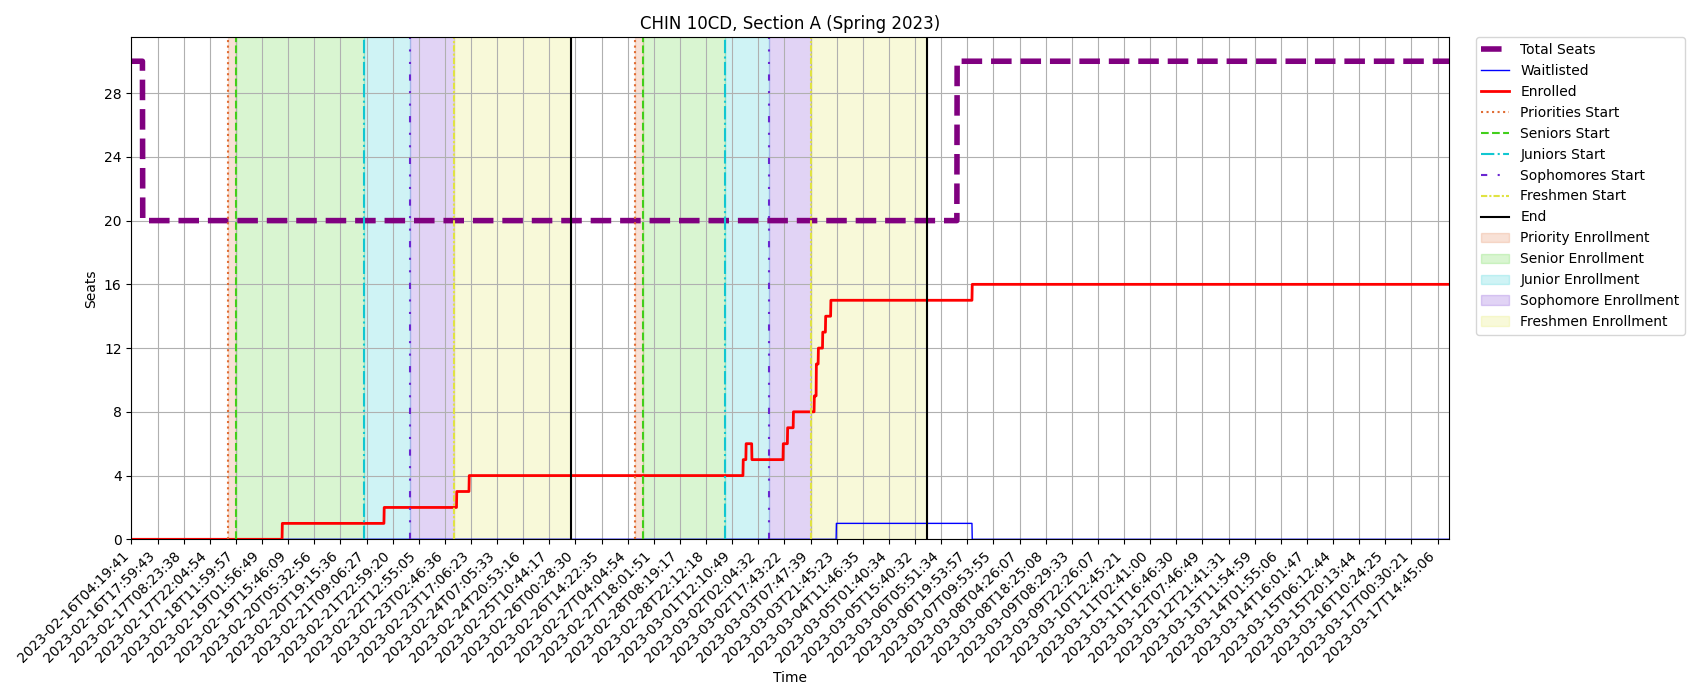 CHIN 10CD, Section A (Spring 2023)
Seats
28
24
20
16
12
8
4
0
2023-02-16T04:19:41
2023-02-16T17:59:43
2023-02-17T08:23:38
2023-02-17T22:04:54
2023-02-18T11:59:57
2023-02-19T01:56:49
2023-02-19T15:46:09
2023-02-20T05:32:56
2023-02-20T19:15:36
2023-02-21T09:06:27
2023-02-21T22:59:20
2023-02-22T12:55:05
2023-02-23T02:46:36
2023-02-23T17:06:23
2023-02-24T07:05:33
2023-02-24T20:53:16
2023-02-25T10:44:17
2023-02-26T00:28:30
2023-02-26T14:22:35
2023-02-27T04:04:54
2023-02-27T18:01:51
2023-02-28T08:19:17
2023-02-28T22:12:18
2023-03-01T12:10:49
2023-03-02T02:04:32
2023-03-02T17:43:22
2023-03-03T07:47:39
2023-03-03T21:45:23
2023-03-04T11:46:35
2023-03-05T01:40:34
2023-03-05T15:40:32
2023-03-06T05:51:34
2023-03-06T19:53:57
2023-03-07T09:53:55
2023-03-08T04:26:07
2023-03-08T18:25:08
2023-03-09T08:29:33
2023-03-09T22:26:07
2023-03-10T12:45:21
2023-03-11T02:41:00
2023-03-11T16:46:30
2023-03-12T07:46:49
2023-03-12T21:41:31
2023-03-13T11:54:59
2023-03-14T01:55:06
2023-03-14T16:01:47
2023-03-15T06:12:44
2023-03-15T20:13:44
2023-03-16T10:24:25
2023-03-17T00:30:21
2023-03-17T14:45:06
Time
Total Seats
Waitlisted
Enrolled
Priorities Start
Seniors Start
Juniors Start
Sophomores Start
Freshmen Start
End
Priority Enrollment
Senior Enrollment
Junior Enrollment
Sophomore Enrollment
Freshmen Enrollment